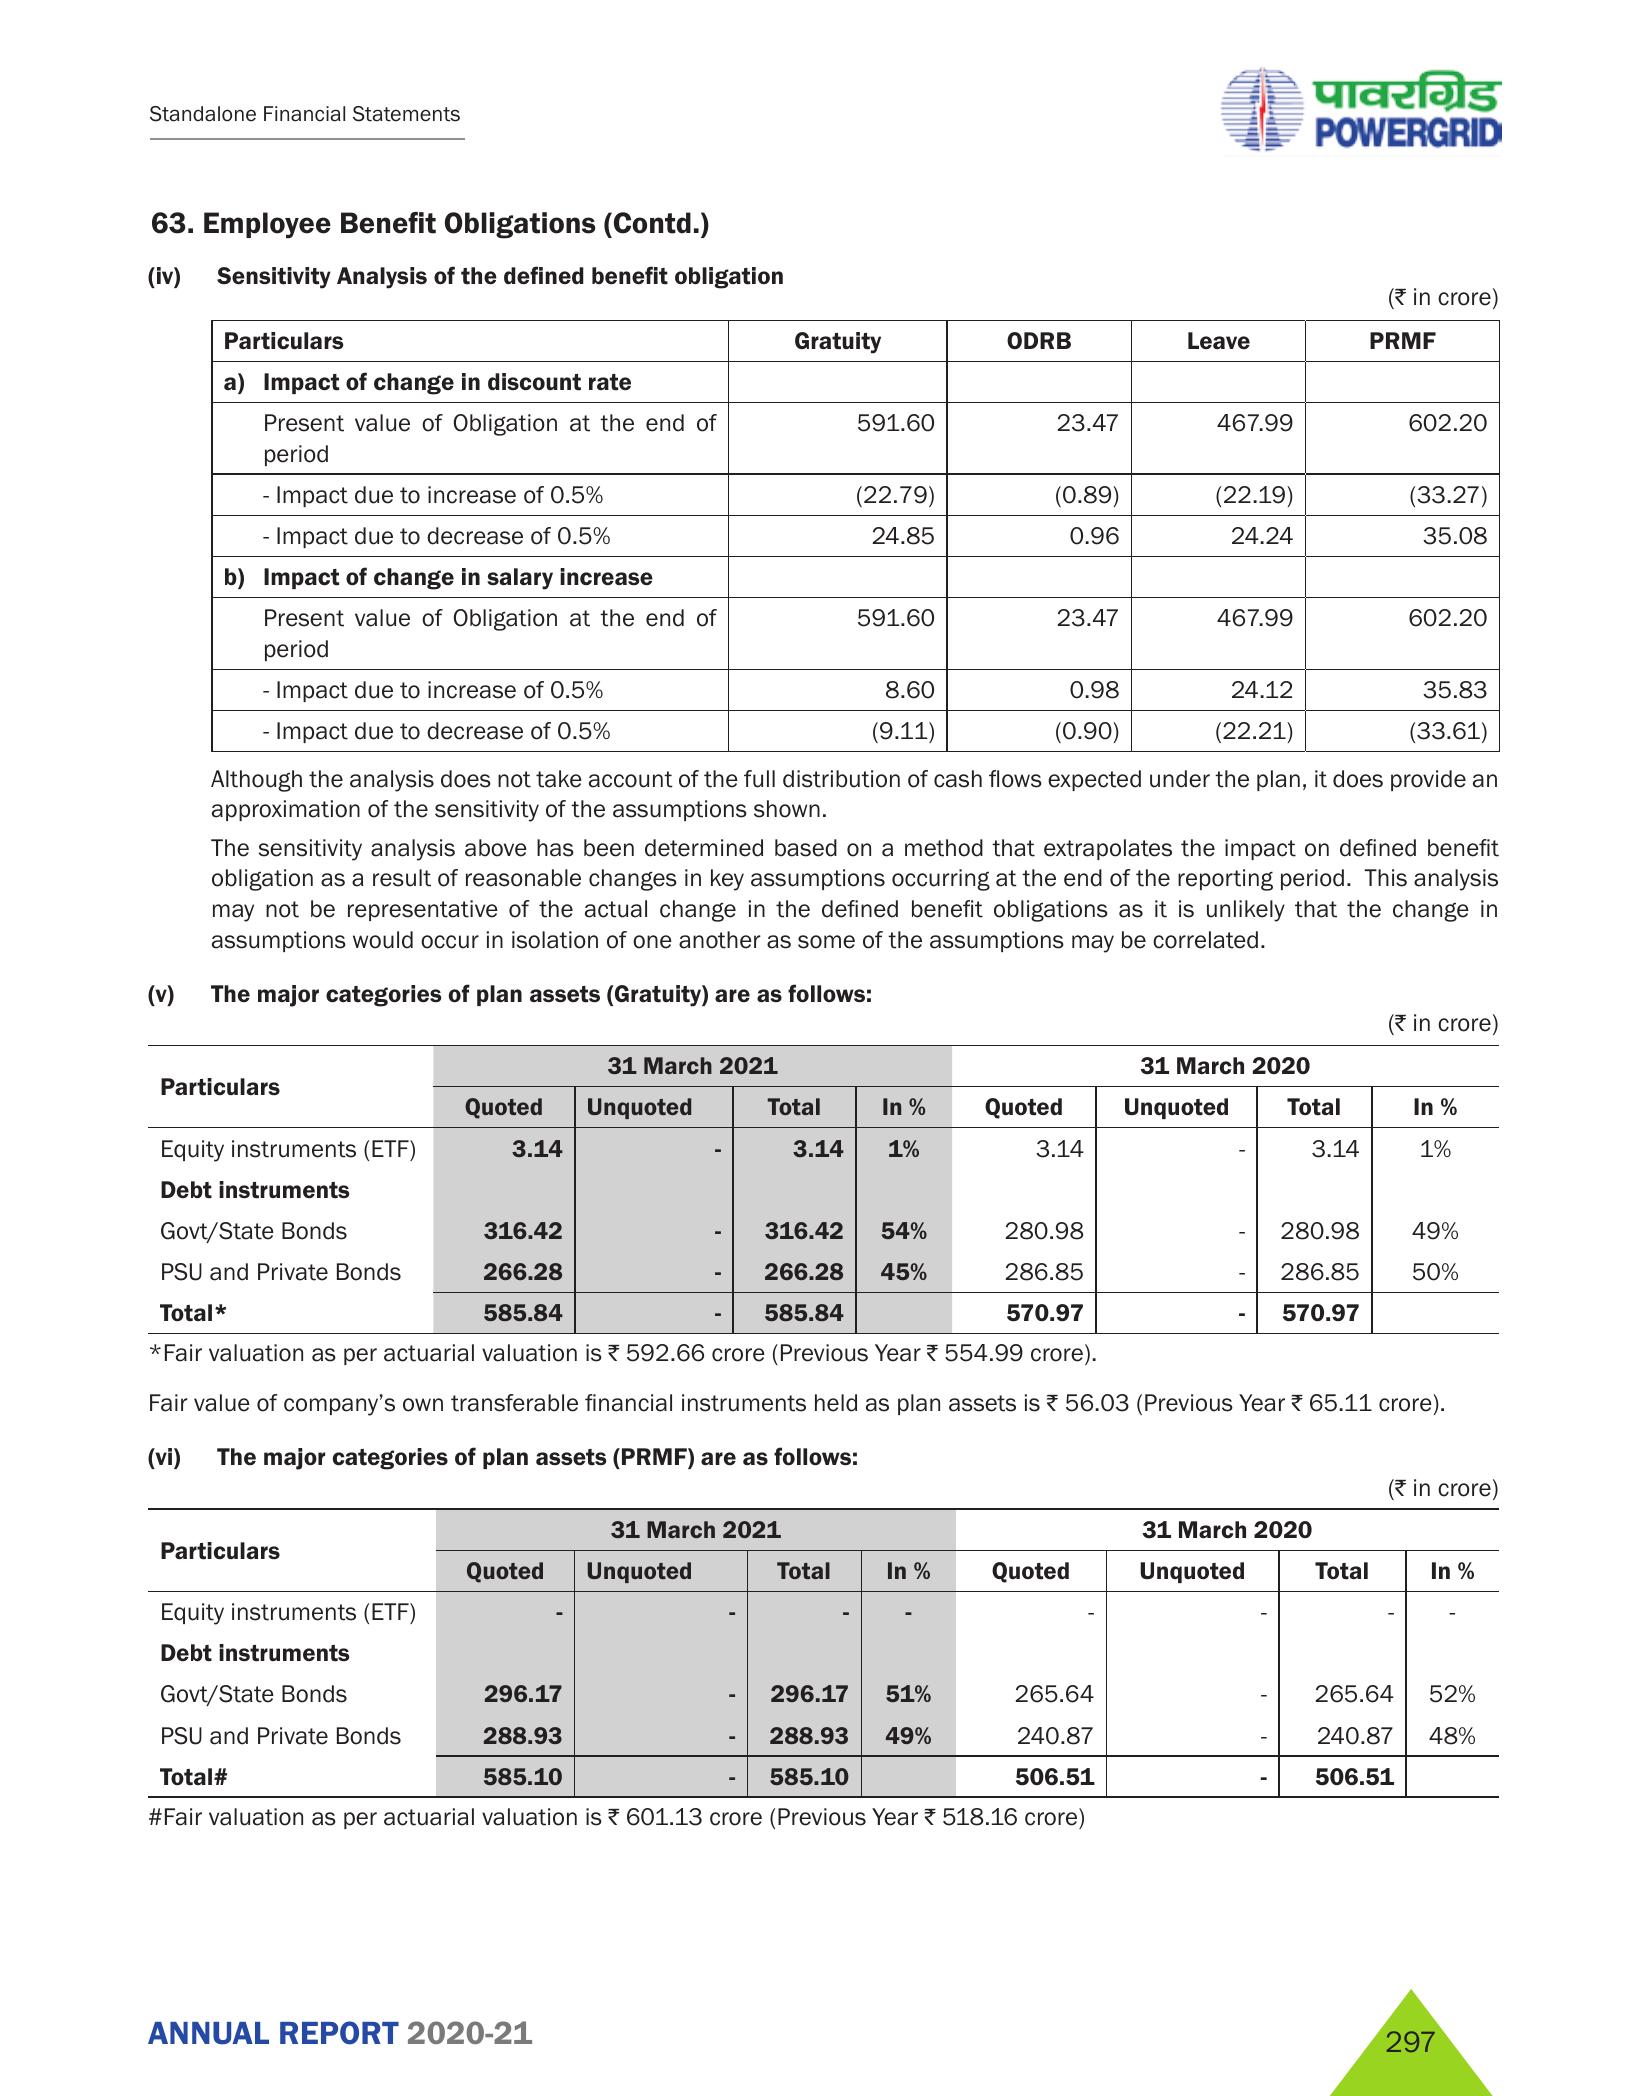 Standalone Financial Statements
पावरग्रिड
POWERGRID
63. Employee Benefit Obligations (Contd.)
(iv) Sensitivity Analysis of the defined benefit obligation
(₹ in crore)
Particulars Gratuity ODRB Leave PRMF
a) Impact of change in discount rate
Present value of Obligation at the end of 591.60 23.47 467.99 602.20
period
- Impact due to increase of 0.5% (22.79) (0.89) (22.19) (33.27)
- Impact due to decrease of 0.5% 24.85 0.96 24.24 35.08
b) Impact of change in salary increase
Present value of Obligation at the end of 591.60 23.47 467.99 602.20
period
- Impact due to increase of 0.5% 8.60 0.98 24.12 35.83
- Impact due to decrease of 0.5% (9.11) (0.90) (22.21) (33.61)
Although the analysis does not take account of the full distribution of cash flows expected under the plan, it does provide an
approximation of the sensitivity of the assumptions shown.
The sensitivity analysis above has been determined based on a method that extrapolates the impact on defined benefit
obligation as a result of reasonable changes in key assumptions occurring at the end of the reporting period. This analysis
may not be representative of the actual change in the defined benefit obligations as it is unlikely that the change in
assumptions would occur in isolation of one another as some of the assumptions may be correlated.
(v) The major categories of plan assets (Gratuity) are as follows:
(₹ in crore)
Particulars 31 March 2021 31 March 2020
Quoted Unquoted Total In % Quoted Unquoted Total In %
Equity instruments (ETF) 3.14 - 3.14 1% 3.14 - 3.14 1%
Debt instruments
Govt/State Bonds 316.42 - 316.42 54% 280.98 - 280.98 49%
PSU and Private Bonds 266.28 - 266.28 45% 286.85 - 286.85 50%
Total* 585.84 - 585.84 570.97 - 570.97
*Fair valuation as per actuarial valuation is ₹ 592.66 crore (Previous Year ₹ 554.99 crore).
Fair value of company's own transferable financial instruments held as plan assets is ₹ 56.03 (Previous Year ₹ 65.11 crore).
(vi) The major categories of plan assets (PRMF) are as follows:
(₹ in crore)
Particulars 31 March 2021 31 March 2020
Quoted Unquoted Total In % Quoted Unquoted Total In %
Equity instruments (ETF) - - - - - - - -
Debt instruments
Govt/State Bonds 296.17 - 296.17 51% 265.64 - 265.64 52%
PSU and Private Bonds 288.93 - 288.93 49% 240.87 - 240.87 48%
Total# 585.10 - 585.10 506.51 - 506.51
#Fair valuation as per actuarial valuation is ₹ 601.13 crore (Previous Year ₹ 518.16 crore)
ANNUAL REPORT 2020-21
297